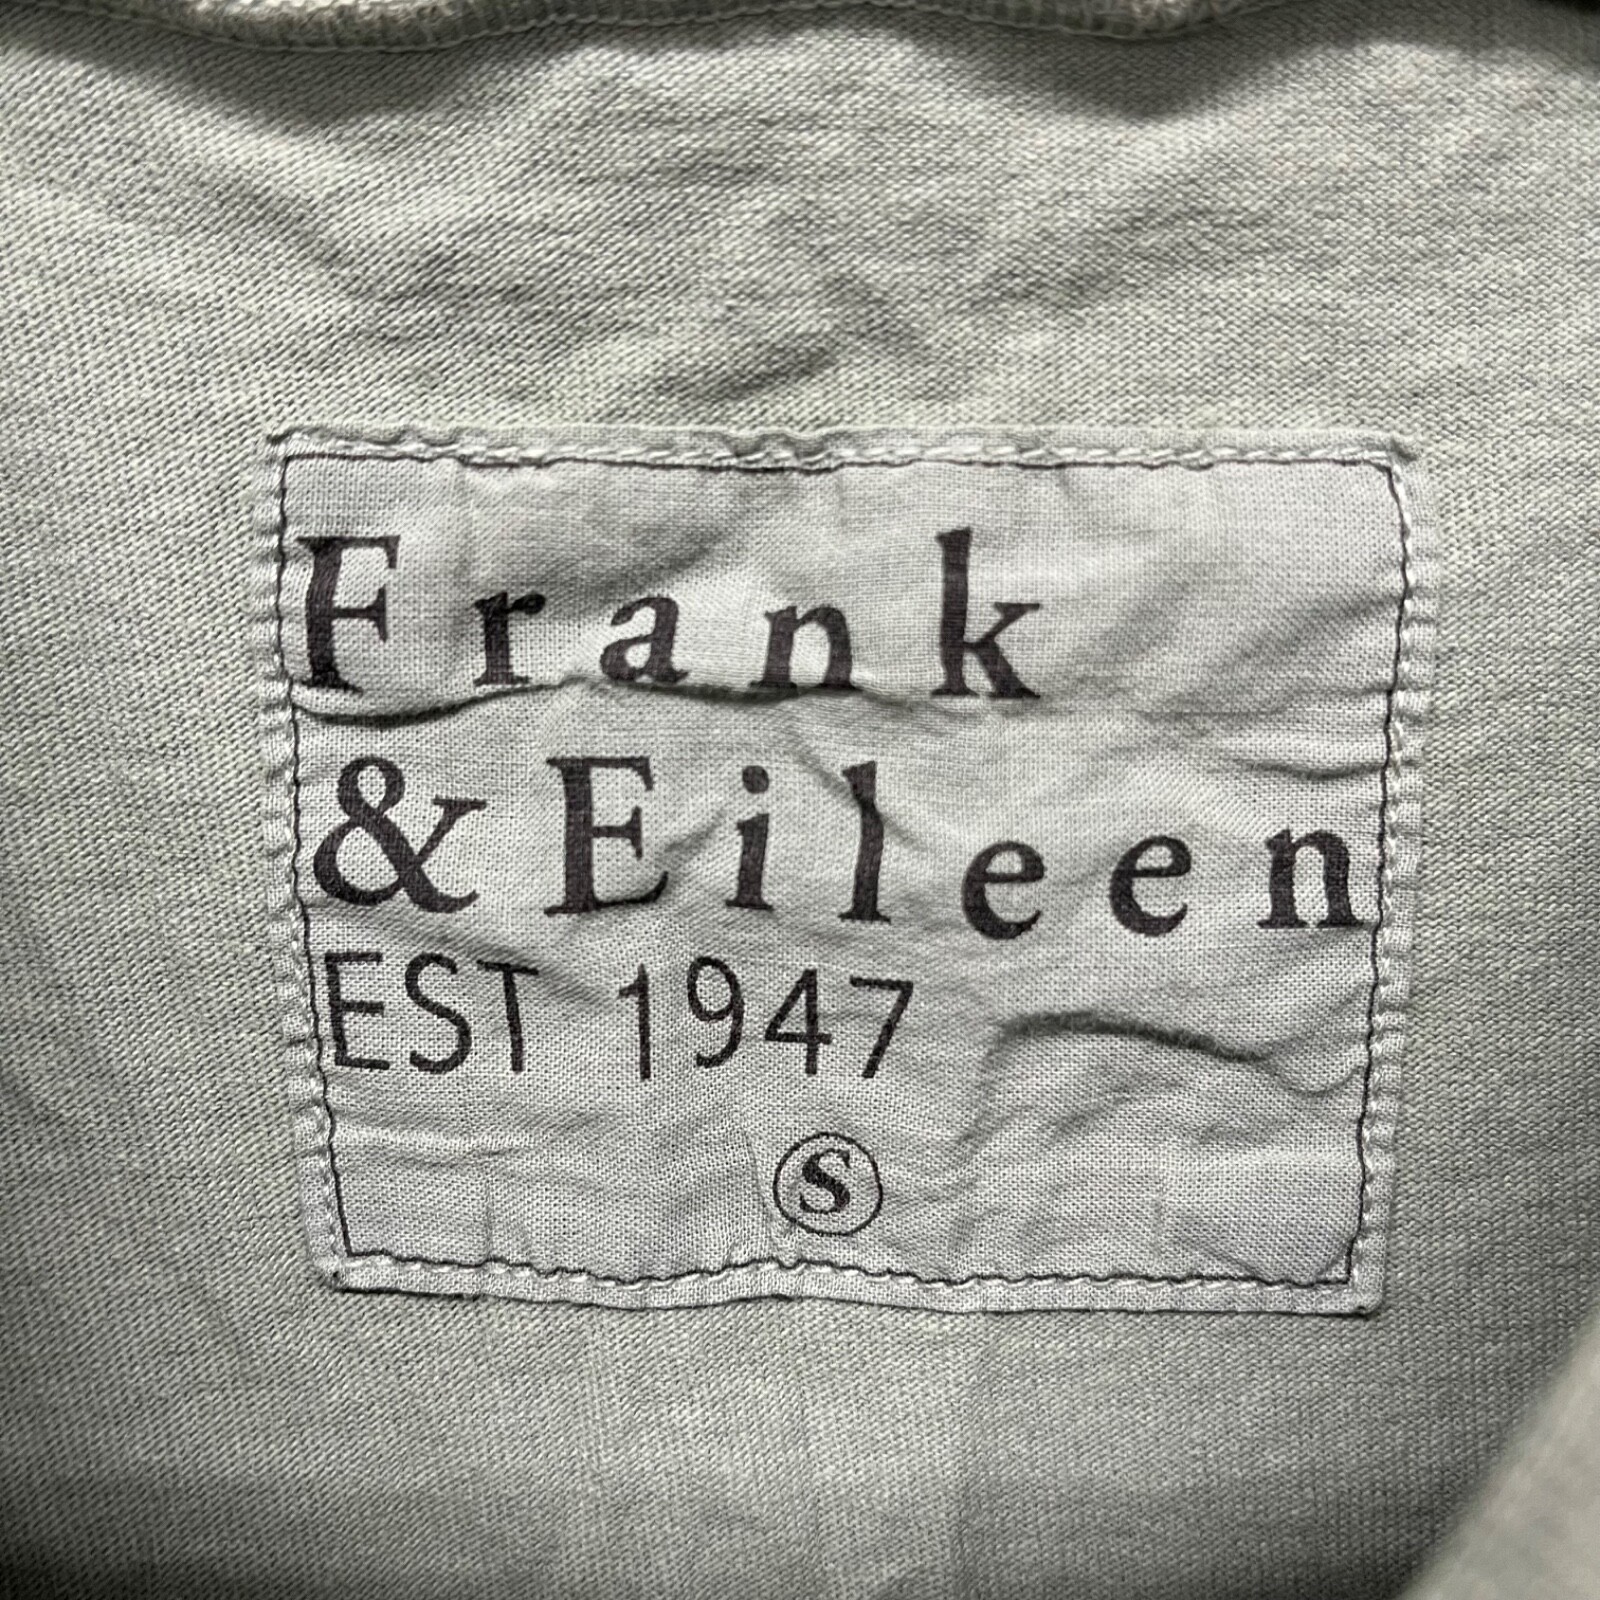 Frank
& Eileen
EST 1947
S